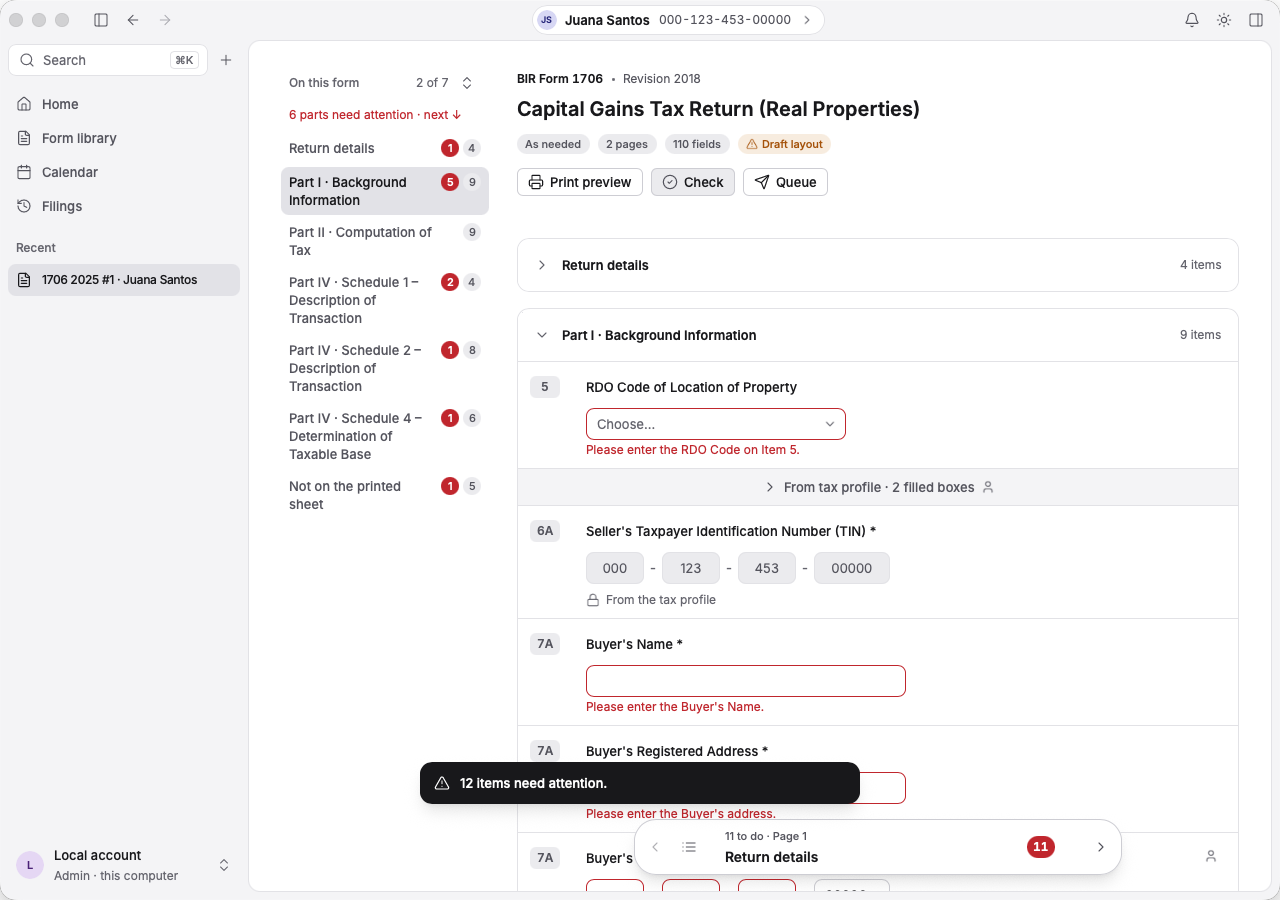 JS Juana Santos 000-123-453-00000
Search ⌘K
Home
Form library
Calendar
Filings
Recent
1706 2025 #1 · Juana Santos
L
Local account
Admin · this computer
On this form 2 of 7
6 parts need attention · next ↓
Return details 1 4
Part I · Background 5 9
Information
Part II · Computation of 9
Tax
Part IV · Schedule 1 – 2 4
Description of
Transaction
Part IV · Schedule 2 – 1 8
Description of
Transaction
Part IV · Schedule 4 – 1 6
Determination of
Taxable Base
Not on the printed 1 5
sheet
BIR Form 1706 • Revision 2018
Capital Gains Tax Return (Real Properties)
As needed 2 pages 110 fields Draft layout
Print preview Check Queue
Return details 4 items
Part I · Background Information 9 items
5 RDO Code of Location of Property
Choose...
Please enter the RDO Code on Item 5.
From tax profile · 2 filled boxes
6A Seller's Taxpayer Identification Number (TIN) *
000 - 123 - 453 - 00000
From the tax profile
7A Buyer's Name *
Please enter the Buyer's Name.
7A Buyer's Registered Address *
12 items need attention.
Please enter the Buyer's address.
7A Buyer's
11 to do · Page 1
Return details 11